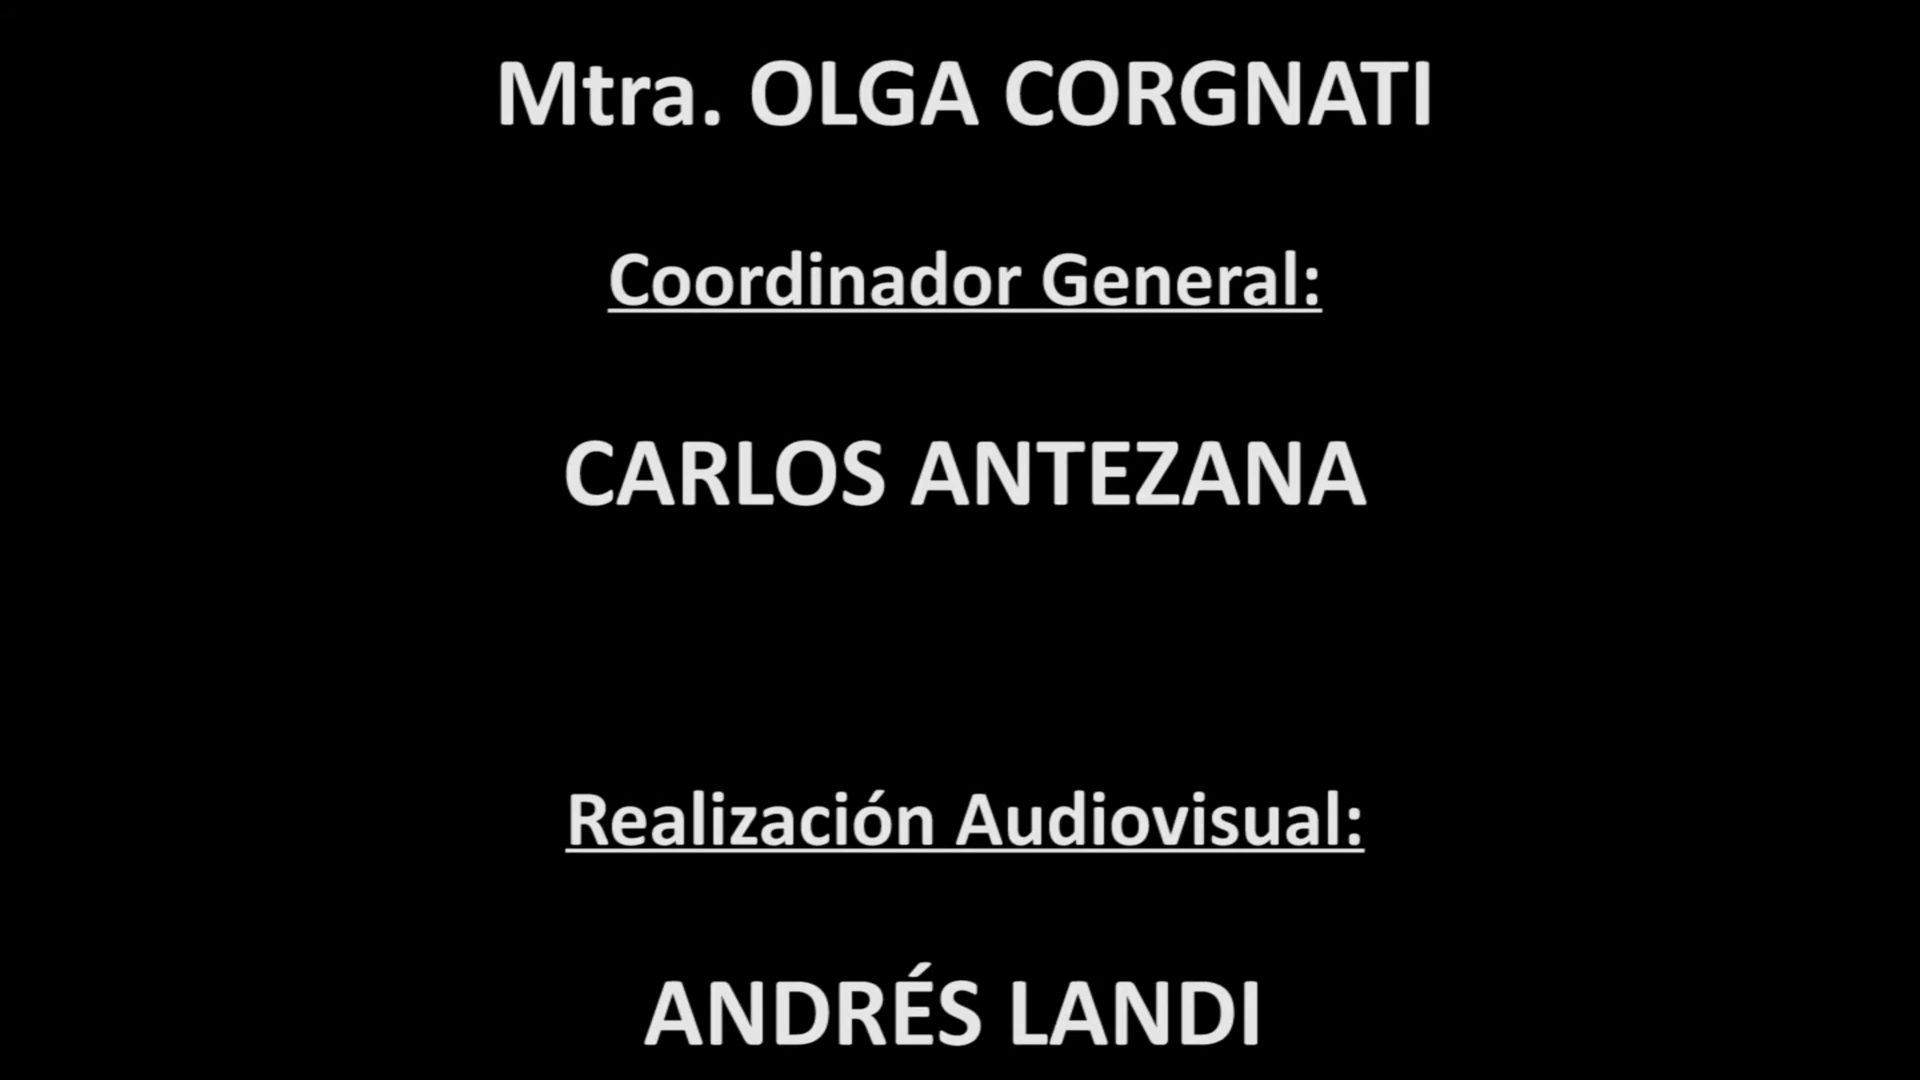 Mtra. OLGA CORGNATI
Coordinador General:
CARLOS ANTEZANA
Realización Audiovisual:
ANDRÉS LANDI